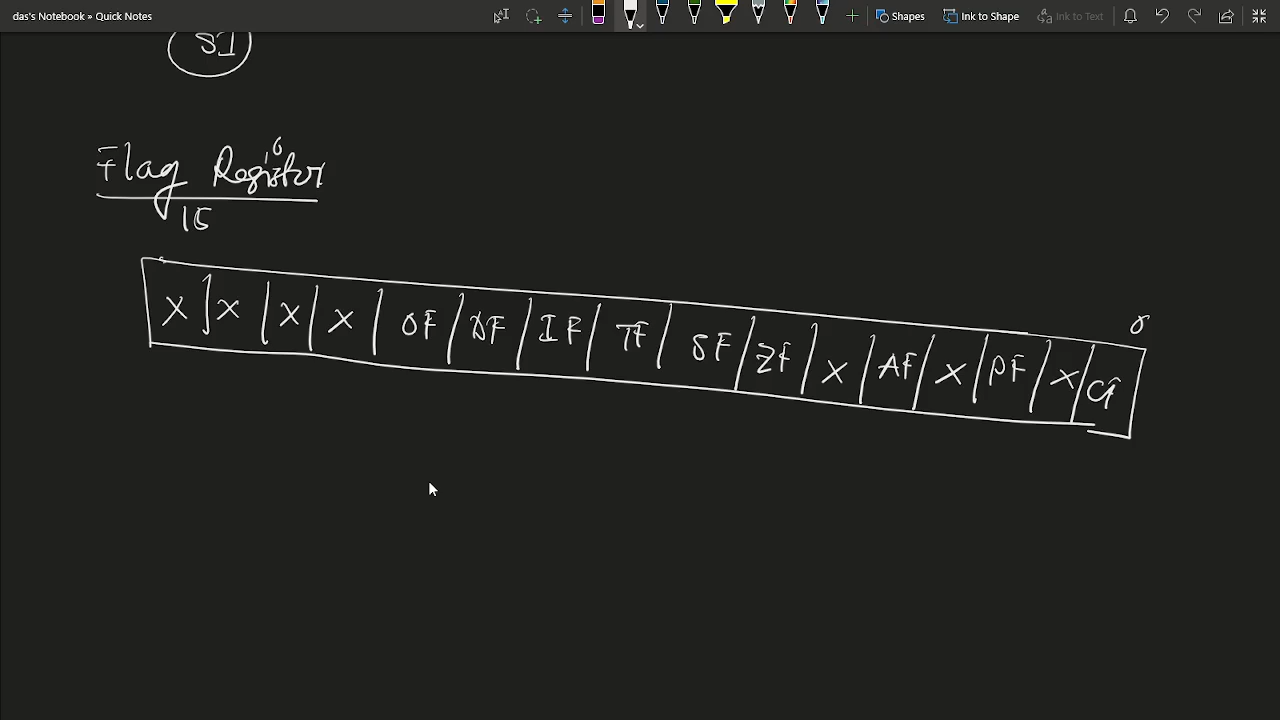 das's Notebook » Quick Notes
Shapes
Ink to Shape
Ink to Text
SI
Flag Register
16
15
0
X X X X OF DF IF TF SF ZF X AF X PF X CF